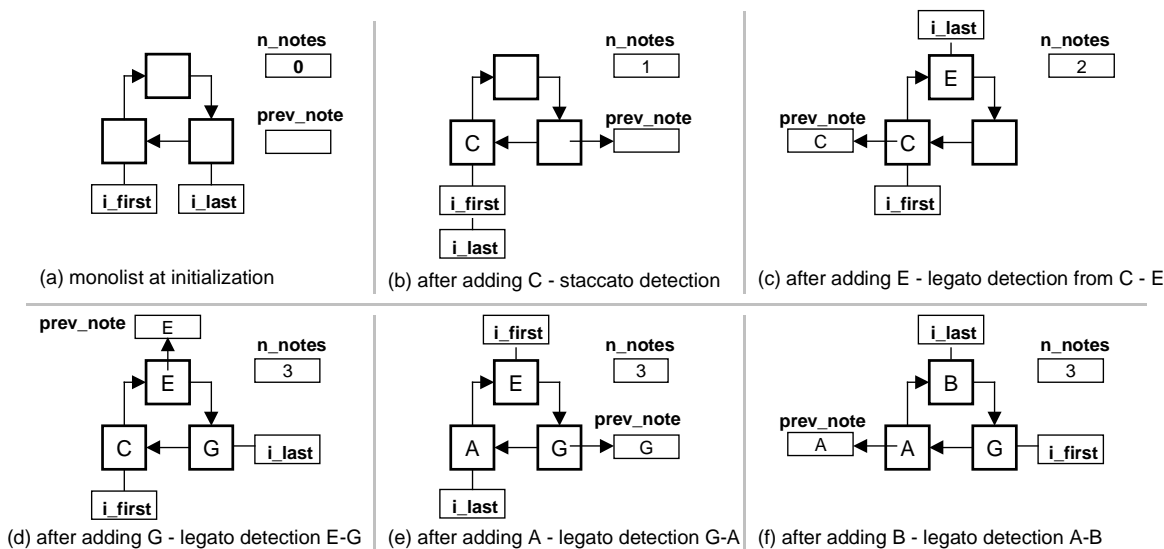 n_notes
0
prev_note
i_first
i_last
(a) monolist at initialization
n_notes
1
prev_note
C
i_first
i_last
(b) after adding C - staccato detection
i_last
n_notes
2
E
prev_note
C
C
i_first
(c) after adding E - legato detection from C - E
prev_note
E
n_notes
3
E
C
G
i_last
i_first
(d) after adding G - legato detection E-G
i_first
n_notes
3
E
prev_note
A
G
G
i_last
(e) after adding A - legato detection G-A
i_last
n_notes
3
B
prev_note
A
A
G
i_first
(f) after adding B - legato detection A-B